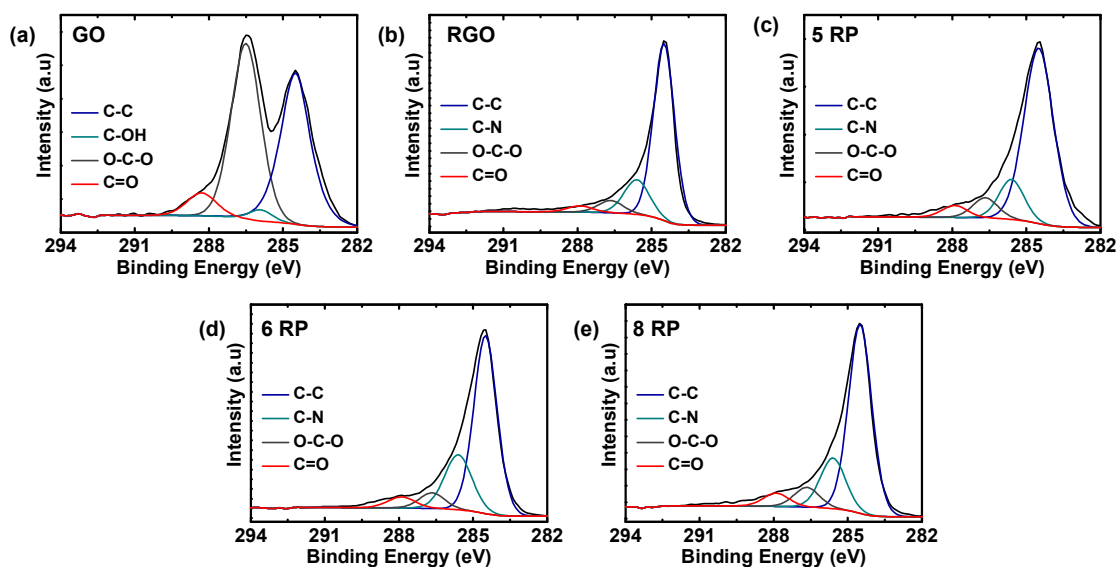 (a) GO
Intensity (a.u)
C-C
C-OH
O-C-O
C=O
294 291 288 285 282
Binding Energy (eV)
(b) RGO
Intensity (a.u)
C-C
C-N
O-C-O
C=O
294 291 288 285 282
Binding Energy (eV)
(c) 5 RP
Intensity (a.u)
C-C
C-N
O-C-O
C=O
294 291 288 285 282
Binding Energy (eV)
(d) 6 RP
Intensity (a.u)
C-C
C-N
O-C-O
C=O
294 291 288 285 282
Binding Energy (eV)
(e) 8 RP
Intensity (a.u)
C-C
C-N
O-C-O
C=O
294 291 288 285 282
Binding Energy (eV)